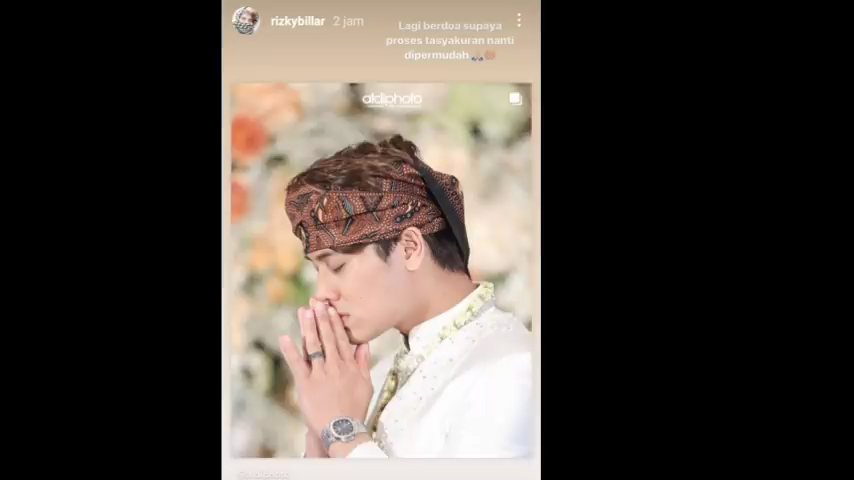 rizkybillar 2 jam
Lagi berdoa supaya
proses tasyakuran nanti
dipermudah
aldiphoto